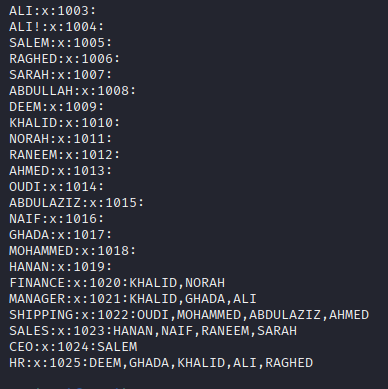 ALI:x:1003:
ALI!:x:1004:
SALEM:x:1005:
RAGHED:x:1006:
SARAH:x:1007:
ABDULLAH:x:1008:
DEEM:x:1009:
KHALID:x:1010:
NORAH:x:1011:
RANEEM:x:1012:
AHMED:x:1013:
OUDI:x:1014:
ABDULAZIZ:x:1015:
NAIF:x:1016:
GHADA:x:1017:
MOHAMMED:x:1018:
HANAN:x:1019:
FINANCE:x:1020:KHALID,NORAH
MANAGER:x:1021:KHALID,GHADA,ALI
SHIPPING:x:1022:OUDI,MOHAMMED,ABDULAZIZ,AHMED
SALES:x:1023:HANAN,NAIF,RANEEM,SARAH
CEO:x:1024:SALEM
HR:x:1025:DEEM,GHADA,KHALID,ALI,RAGHED